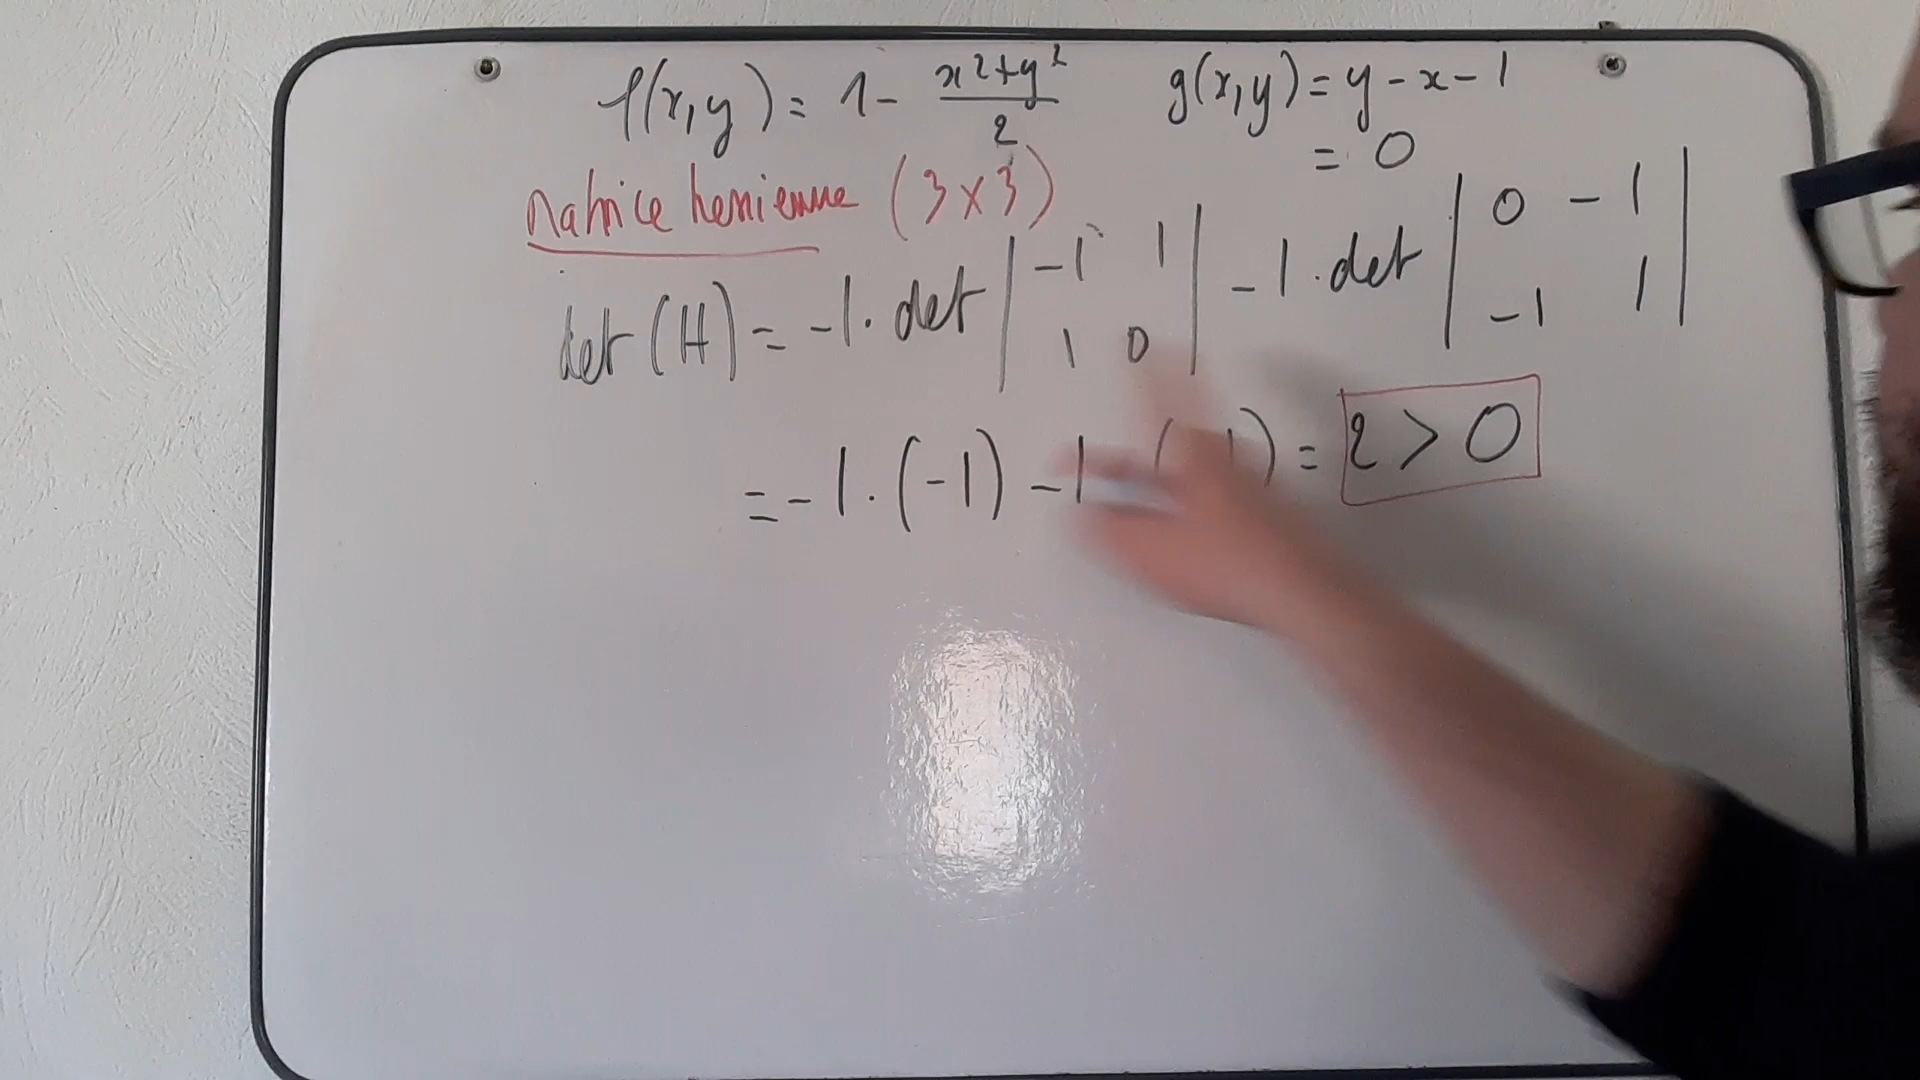 f(x,y) = 1 - (x²+y²)/2   g(x,y) = y - x - 1
= 0
Matrice hessienne (3×3)
det(H) = -1 · det | -1 1 ; 1 0 | - 1 · det | 0 -1 ; -1 1 |
= -1 · (-1) - 1 ( 1) = 2 > 0